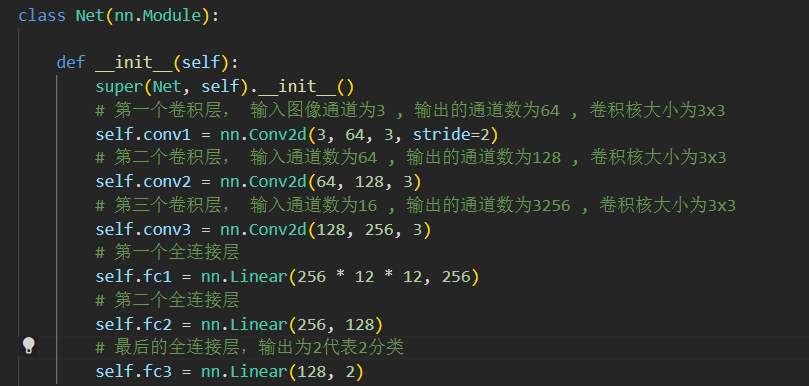 class Net(nn.Module):
def __init__(self):
super(Net, self).__init__()
# 第一个卷积层， 输入图像通道为3 , 输出的通道数为64 , 卷积核大小为3x3
self.conv1 = nn.Conv2d(3, 64, 3, stride=2)
# 第二个卷积层， 输入通道数为64 , 输出的通道数为128 , 卷积核大小为3x3
self.conv2 = nn.Conv2d(64, 128, 3)
# 第三个卷积层， 输入通道数为16 , 输出的通道数为3256 , 卷积核大小为3x3
self.conv3 = nn.Conv2d(128, 256, 3)
# 第一个全连接层
self.fc1 = nn.Linear(256 * 12 * 12, 256)
# 第二个全连接层
self.fc2 = nn.Linear(256, 128)
# 最后的全连接层，输出为2代表2分类
self.fc3 = nn.Linear(128, 2)